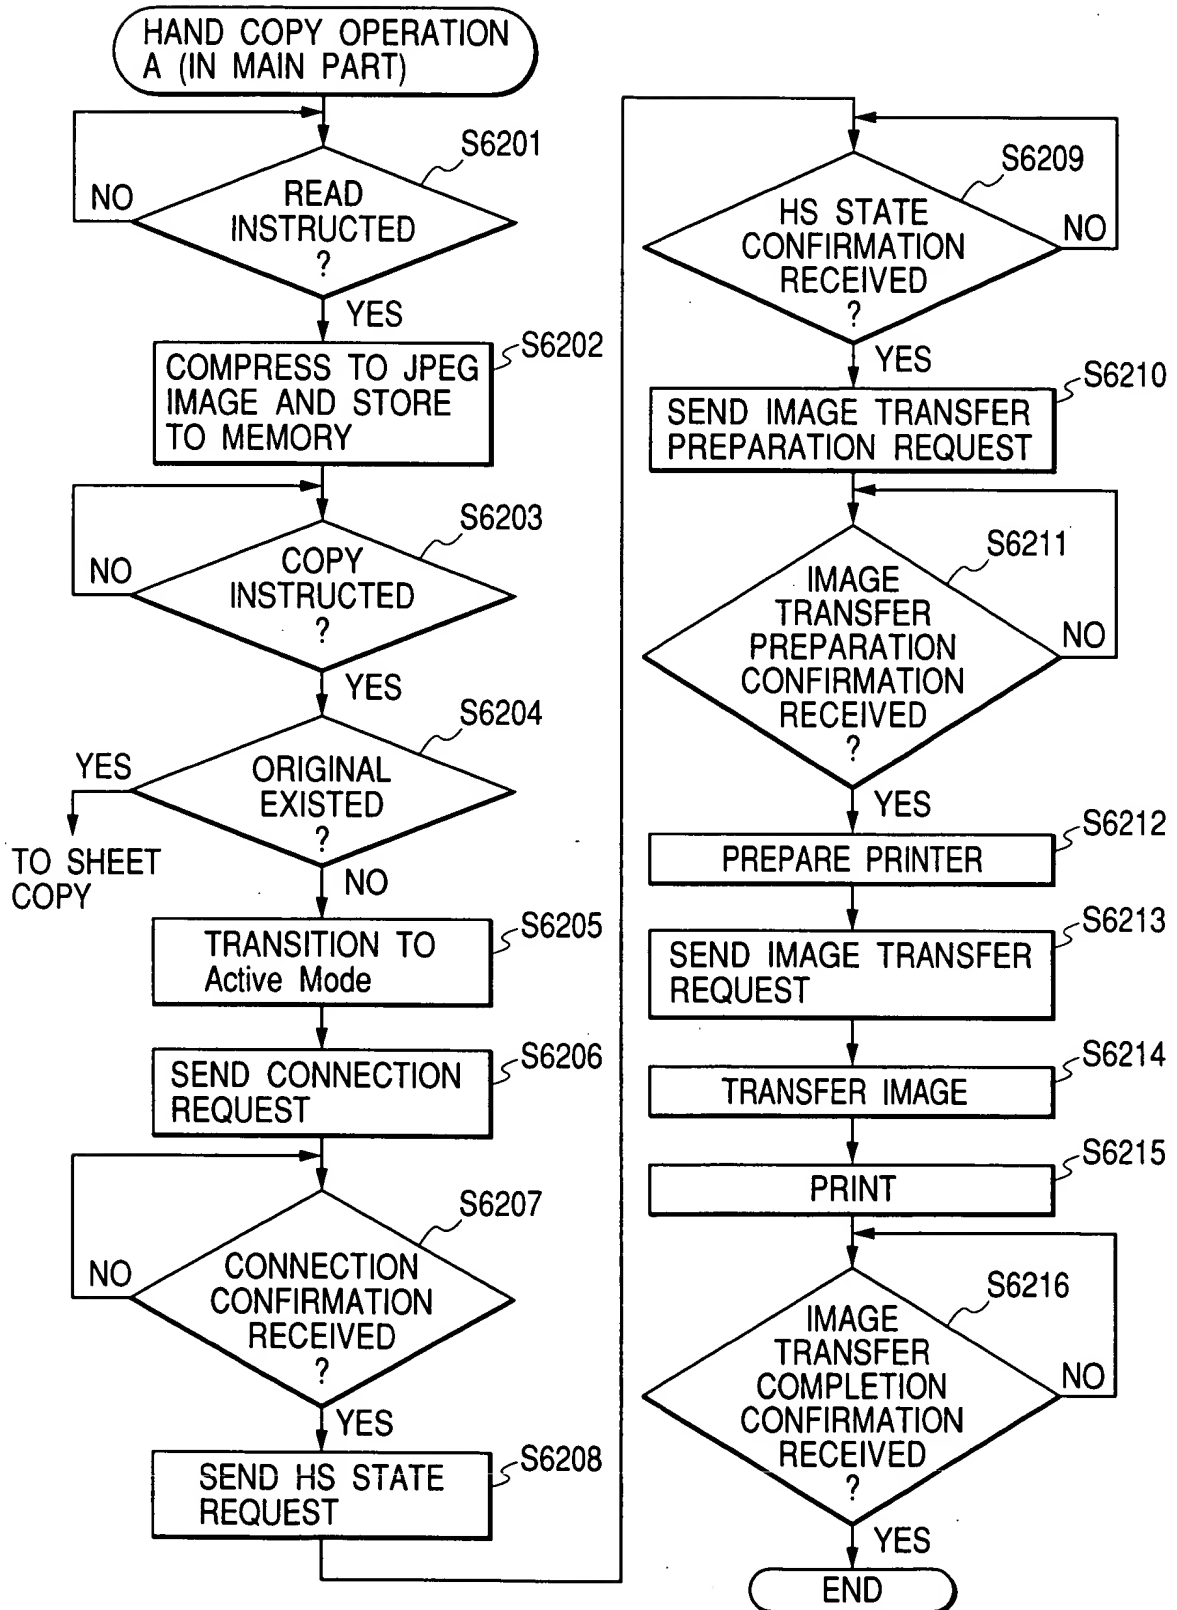 HAND COPY OPERATION
A (IN MAIN PART)
S6201
NO
READ
INSTRUCTED
?
YES
S6202
COMPRESS TO JPEG
IMAGE AND STORE
TO MEMORY
S6203
NO
COPY
INSTRUCTED
?
YES
S6204
YES
ORIGINAL
EXISTED
?
TO SHEET
COPY
NO
S6205
TRANSITION TO
Active Mode
S6206
SEND CONNECTION
REQUEST
S6207
NO
CONNECTION
CONFIRMATION
RECEIVED
?
YES
S6208
SEND HS STATE
REQUEST
S6209
HS STATE
CONFIRMATION
RECEIVED
?
NO
YES
S6210
SEND IMAGE TRANSFER
PREPARATION REQUEST
S6211
IMAGE
TRANSFER
PREPARATION
CONFIRMATION
RECEIVED
?
NO
YES
S6212
PREPARE PRINTER
S6213
SEND IMAGE TRANSFER
REQUEST
S6214
TRANSFER IMAGE
S6215
PRINT
S6216
IMAGE
TRANSFER
COMPLETION
CONFIRMATION
RECEIVED
?
NO
YES
END